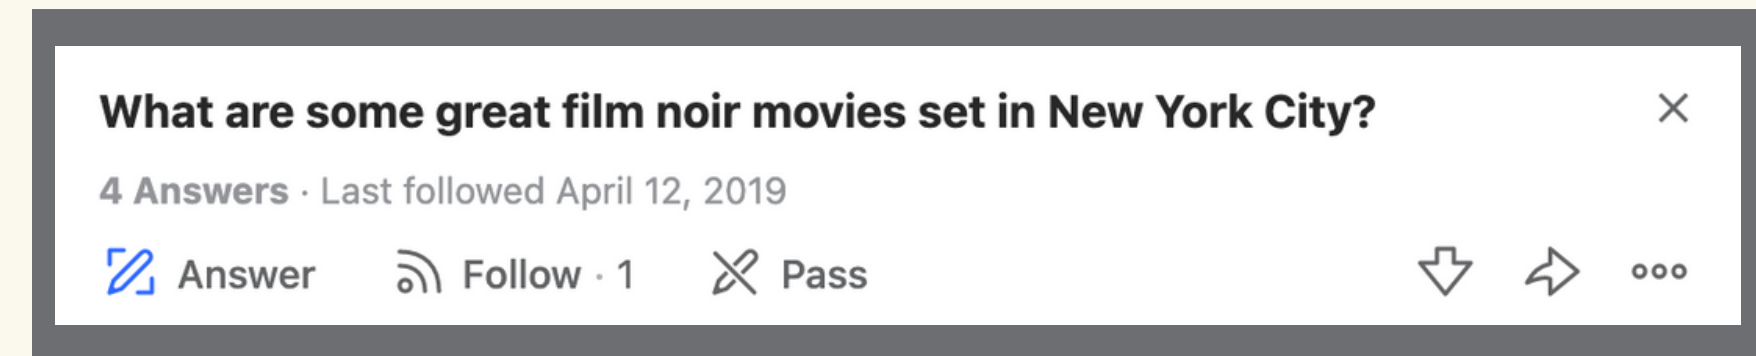 What are some great film noir movies set in New York City?
4 Answers · Last followed April 12, 2019
Answer Follow · 1 Pass